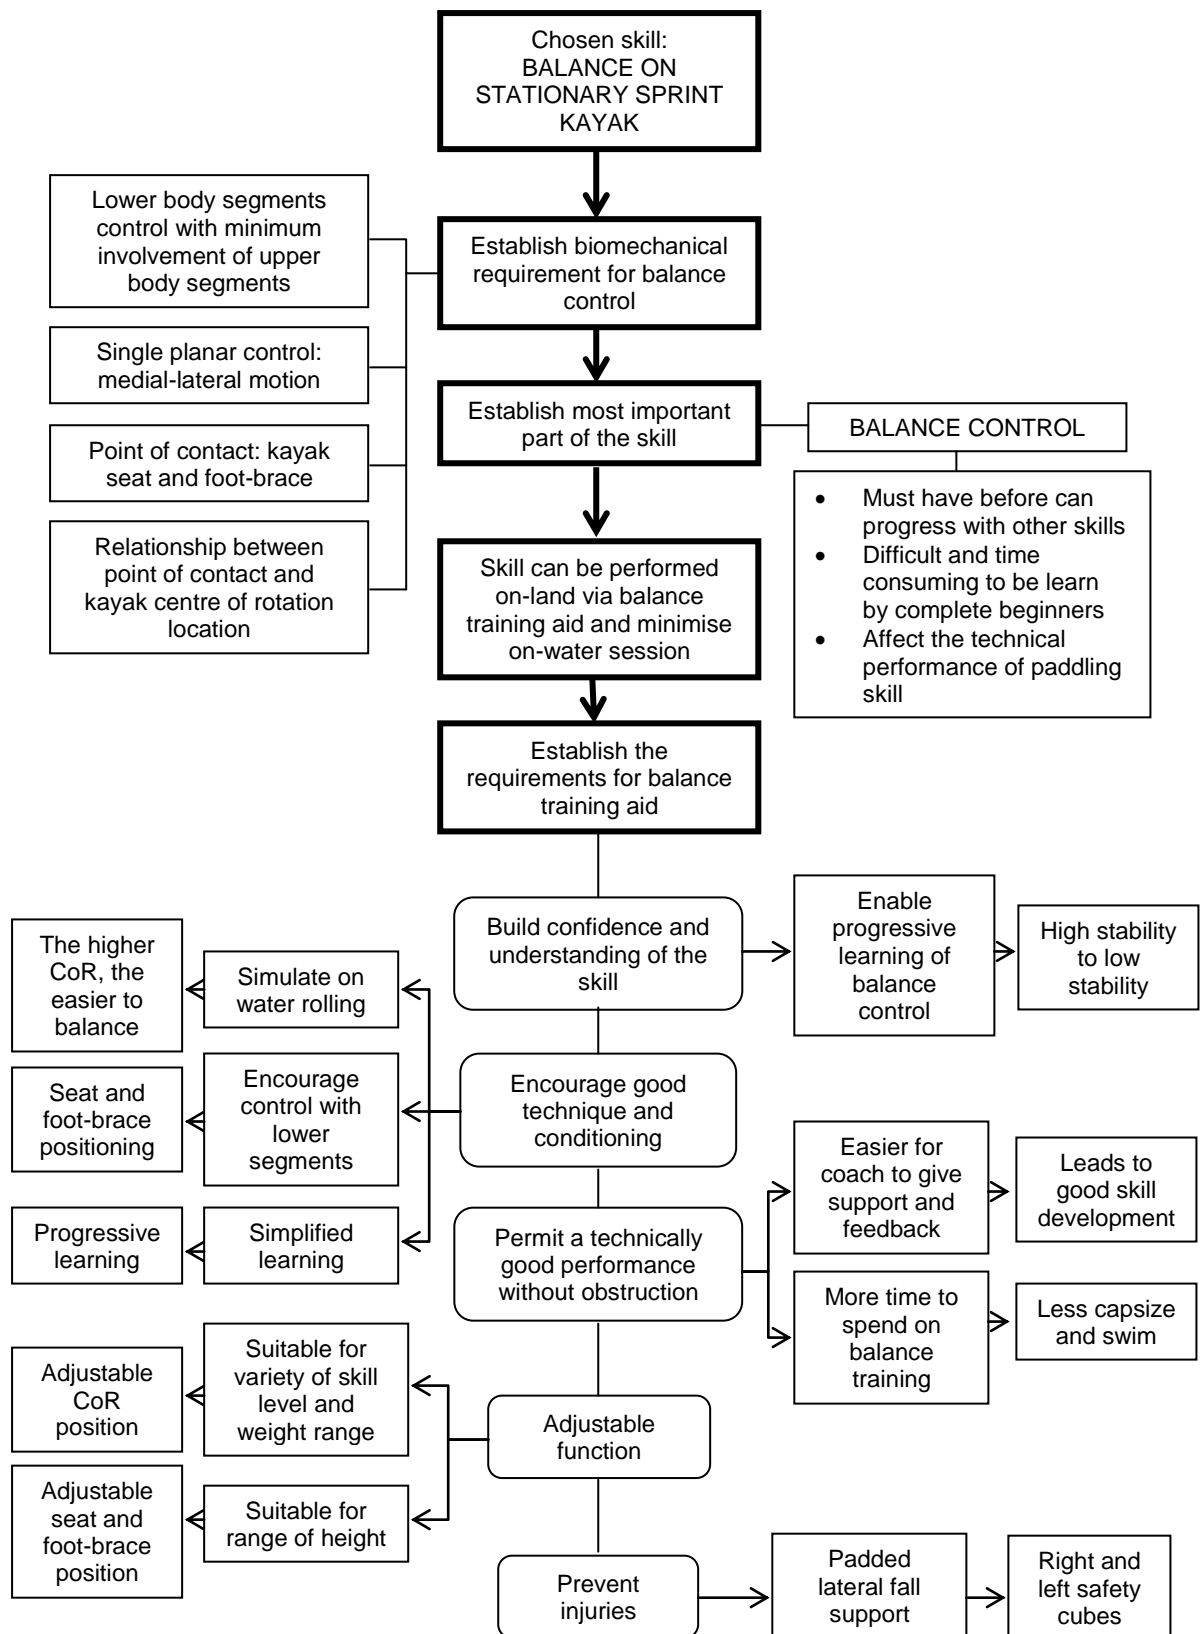 Chosen skill:
BALANCE ON
STATIONARY SPRINT
KAYAK
Lower body segments
control with minimum
involvement of upper
body segments
Establish biomechanical
requirement for balance
control
Single planar control:
medial-lateral motion
Establish most important
part of the skill
BALANCE CONTROL
Point of contact: kayak
seat and foot-brace
• Must have before can
progress with other skills
• Difficult and time
consuming to be learn
by complete beginners
• Affect the technical
performance of paddling
skill
Relationship between
point of contact and
kayak centre of rotation
location
Skill can be performed
on-land via balance
training aid and minimise
on-water session
Establish the
requirements for balance
training aid
Build confidence and
understanding of the
skill
Enable
progressive
learning of
balance
control
High stability
to low
stability
The higher
CoR, the
easier to
balance
Simulate on
water rolling
Seat and
foot-brace
positioning
Encourage
control with
lower
segments
Encourage good
technique and
conditioning
Progressive
learning
Simplified
learning
Permit a technically
good performance
without obstruction
Easier for
coach to give
support and
feedback
Leads to
good skill
development
More time to
spend on
balance
training
Less capsize
and swim
Adjustable
CoR
position
Suitable for
variety of skill
level and
weight range
Adjustable
function
Adjustable
seat and
foot-brace
position
Suitable for
range of height
Prevent
injuries
Padded
lateral fall
support
Right and
left safety
cubes